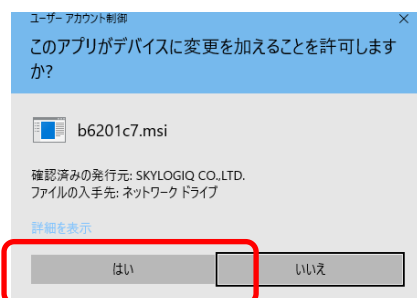 ユーザー アカウント制御
このアプリがデバイスに変更を加えることを許可します
か?
b6201c7.msi
確認済みの発行元: SKYLOGIQ CO.,LTD.
ファイルの入手先: ネットワーク ドライブ
詳細を表示
はい
いいえ